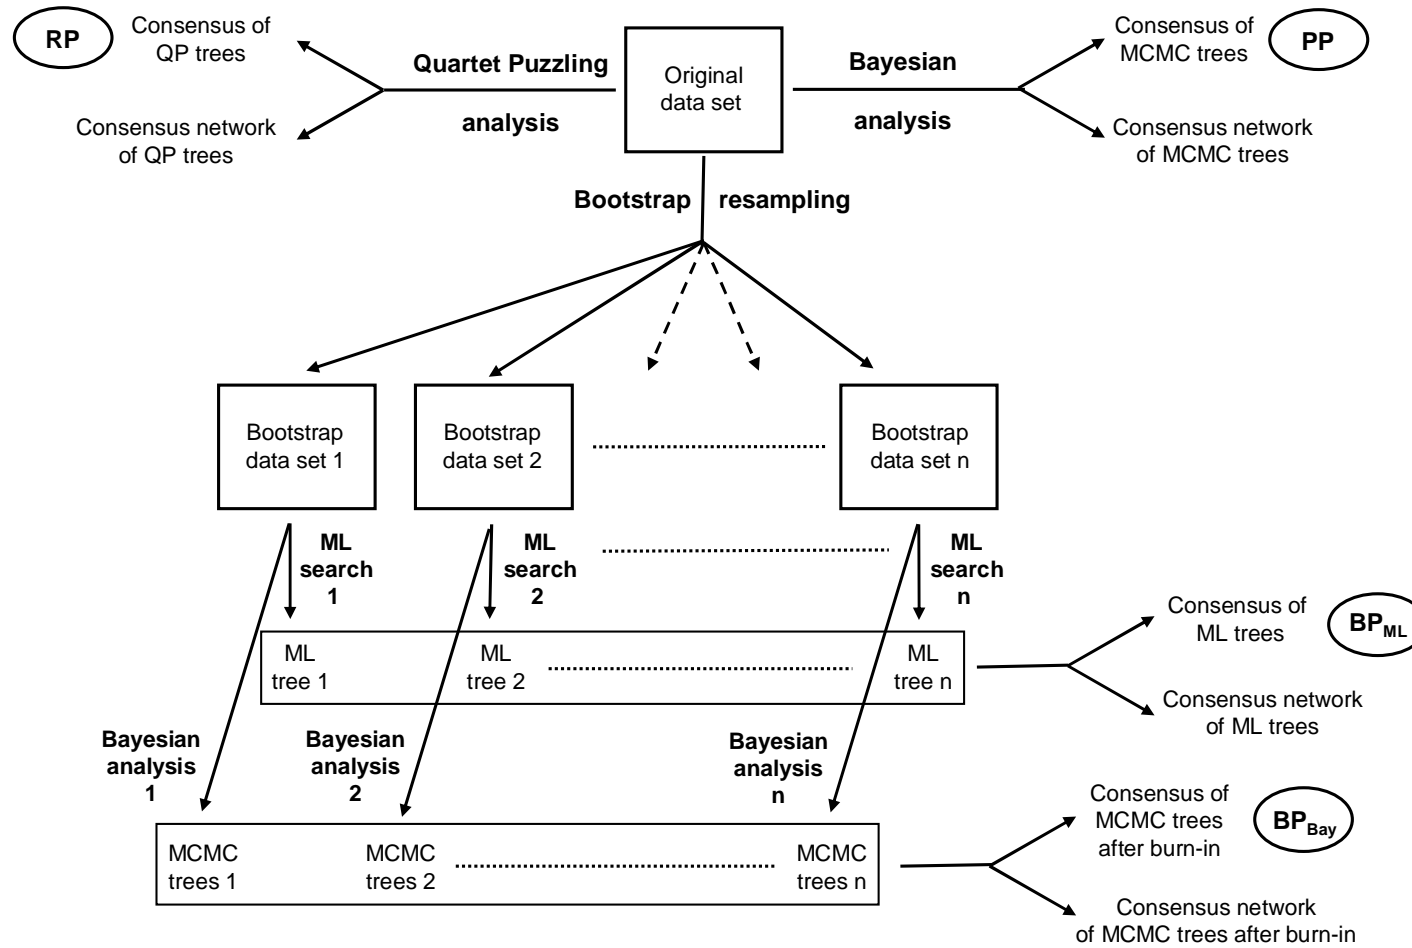 RP
Consensus of
QP trees
Consensus network
of QP trees
Quartet Puzzling
analysis
Original
data set
Bayesian
analysis
Consensus of
MCMC trees
PP
Consensus network
of MCMC trees
Bootstrap resampling
Bootstrap
data set 1
Bootstrap
data set 2
Bootstrap
data set n
ML
search
1
ML
search
2
ML
search
n
ML
tree 1
ML
tree 2
ML
tree n
Consensus of
ML trees
BPML
Consensus network
of ML trees
Bayesian
analysis
1
Bayesian
analysis
2
Bayesian
analysis
n
MCMC
trees 1
MCMC
trees 2
MCMC
trees n
Consensus of
MCMC trees
after burn-in
BPBay
Consensus network
of MCMC trees after burn-in